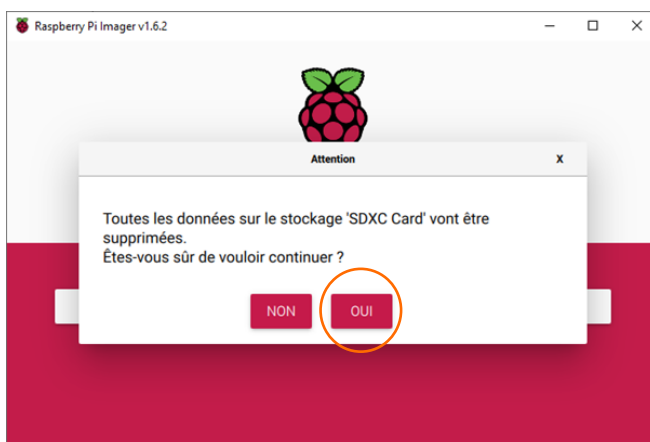 Raspberry Pi Imager v1.6.2
Attention
X
Toutes les données sur le stockage 'SDXC Card' vont être
supprimées.
Êtes-vous sûr de vouloir continuer ?
NON
OUI